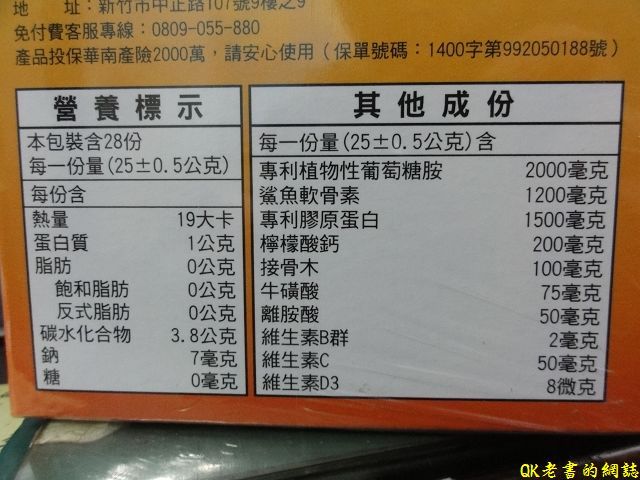 地 址：新竹市中正路107號9樓之9
免付費客服專線：0809-055-880
產品投保華南產險2000萬，請安心使用（保單號碼：1400字第992050188號）
營養標示
本包裝含28份
每一份量(25±0.5公克)
每份含
熱量 19大卡
蛋白質 1公克
脂肪 0公克
飽和脂肪 0公克
反式脂肪 0公克
碳水化合物 3.8公克
鈉 7毫克
糖 0毫克
其他成份
每一份量(25±0.5公克)含
專利植物性葡萄糖胺 2000毫克
鯊魚軟骨素 1200毫克
專利膠原蛋白 1500毫克
檸檬酸鈣 200毫克
接骨木 100毫克
牛磺酸 75毫克
離胺酸 50毫克
維生素B群 2毫克
維生素C 50毫克
維生素D3 8微克
QK老書的網誌